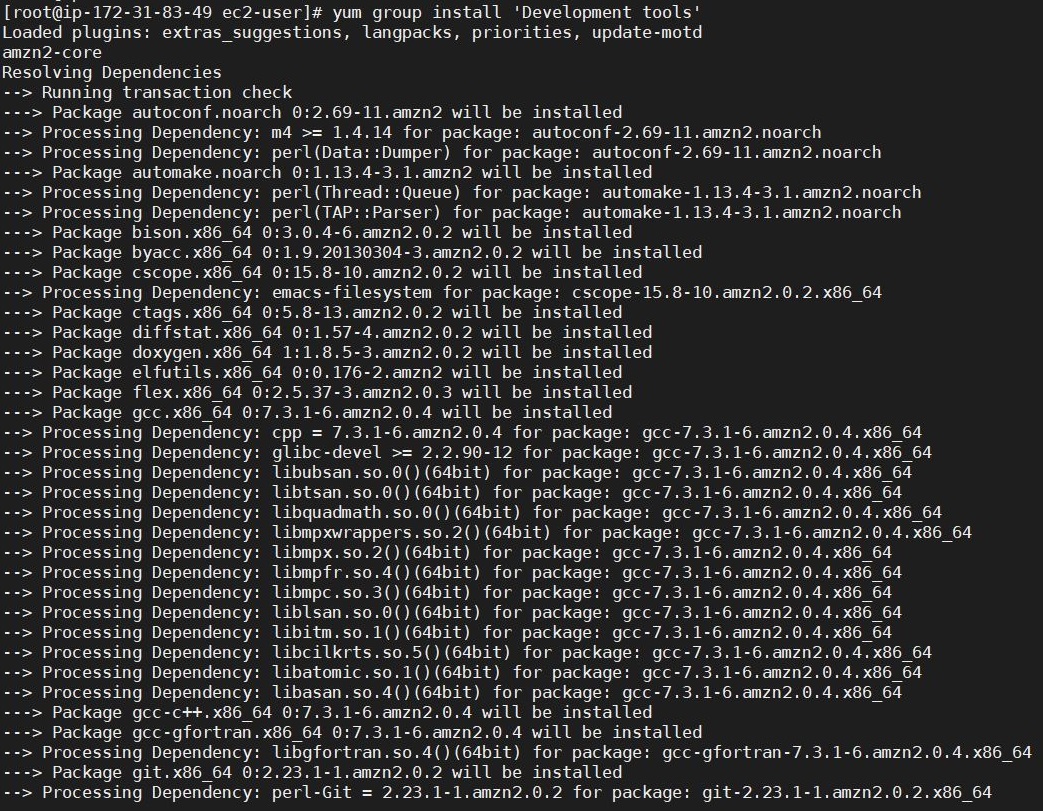 [root@ip-172-31-83-49 ec2-user]# yum group install 'Development tools'
Loaded plugins: extras_suggestions, langpacks, priorities, update-motd
amzn2-core
Resolving Dependencies
--> Running transaction check
---> Package autoconf.noarch 0:2.69-11.amzn2 will be installed
--> Processing Dependency: m4 >= 1.4.14 for package: autoconf-2.69-11.amzn2.noarch
--> Processing Dependency: perl(Data::Dumper) for package: autoconf-2.69-11.amzn2.noarch
---> Package automake.noarch 0:1.13.4-3.1.amzn2 will be installed
--> Processing Dependency: perl(Thread::Queue) for package: automake-1.13.4-3.1.amzn2.noarch
--> Processing Dependency: perl(TAP::Parser) for package: automake-1.13.4-3.1.amzn2.noarch
---> Package bison.x86_64 0:3.0.4-6.amzn2.0.2 will be installed
---> Package byacc.x86_64 0:1.9.20130304-3.amzn2.0.2 will be installed
---> Package cscope.x86_64 0:15.8-10.amzn2.0.2 will be installed
--> Processing Dependency: emacs-filesystem for package: cscope-15.8-10.amzn2.0.2.x86_64
---> Package ctags.x86_64 0:5.8-13.amzn2.0.2 will be installed
---> Package diffstat.x86_64 0:1.57-4.amzn2.0.2 will be installed
---> Package doxygen.x86_64 1:1.8.5-3.amzn2.0.2 will be installed
---> Package elfutils.x86_64 0:0.176-2.amzn2 will be installed
---> Package flex.x86_64 0:2.5.37-3.amzn2.0.3 will be installed
---> Package gcc.x86_64 0:7.3.1-6.amzn2.0.4 will be installed
--> Processing Dependency: cpp = 7.3.1-6.amzn2.0.4 for package: gcc-7.3.1-6.amzn2.0.4.x86_64
--> Processing Dependency: glibc-devel >= 2.2.90-12 for package: gcc-7.3.1-6.amzn2.0.4.x86_64
--> Processing Dependency: libubsan.so.0()(64bit) for package: gcc-7.3.1-6.amzn2.0.4.x86_64
--> Processing Dependency: libtsan.so.0()(64bit) for package: gcc-7.3.1-6.amzn2.0.4.x86_64
--> Processing Dependency: libquadmath.so.0()(64bit) for package: gcc-7.3.1-6.amzn2.0.4.x86_64
--> Processing Dependency: libmpxwrappers.so.2()(64bit) for package: gcc-7.3.1-6.amzn2.0.4.x86_64
--> Processing Dependency: libmpx.so.2()(64bit) for package: gcc-7.3.1-6.amzn2.0.4.x86_64
--> Processing Dependency: libmpfr.so.4()(64bit) for package: gcc-7.3.1-6.amzn2.0.4.x86_64
--> Processing Dependency: libmpc.so.3()(64bit) for package: gcc-7.3.1-6.amzn2.0.4.x86_64
--> Processing Dependency: liblsan.so.0()(64bit) for package: gcc-7.3.1-6.amzn2.0.4.x86_64
--> Processing Dependency: libitm.so.1()(64bit) for package: gcc-7.3.1-6.amzn2.0.4.x86_64
--> Processing Dependency: libcilkrts.so.5()(64bit) for package: gcc-7.3.1-6.amzn2.0.4.x86_64
--> Processing Dependency: libatomic.so.1()(64bit) for package: gcc-7.3.1-6.amzn2.0.4.x86_64
--> Processing Dependency: libasan.so.4()(64bit) for package: gcc-7.3.1-6.amzn2.0.4.x86_64
---> Package gcc-c++.x86_64 0:7.3.1-6.amzn2.0.4 will be installed
---> Package gcc-gfortran.x86_64 0:7.3.1-6.amzn2.0.4 will be installed
--> Processing Dependency: libgfortran.so.4()(64bit) for package: gcc-gfortran-7.3.1-6.amzn2.0.4.x86_64
---> Package git.x86_64 0:2.23.1-1.amzn2.0.2 will be installed
--> Processing Dependency: perl-Git = 2.23.1-1.amzn2.0.2 for package: git-2.23.1-1.amzn2.0.2.x86_64